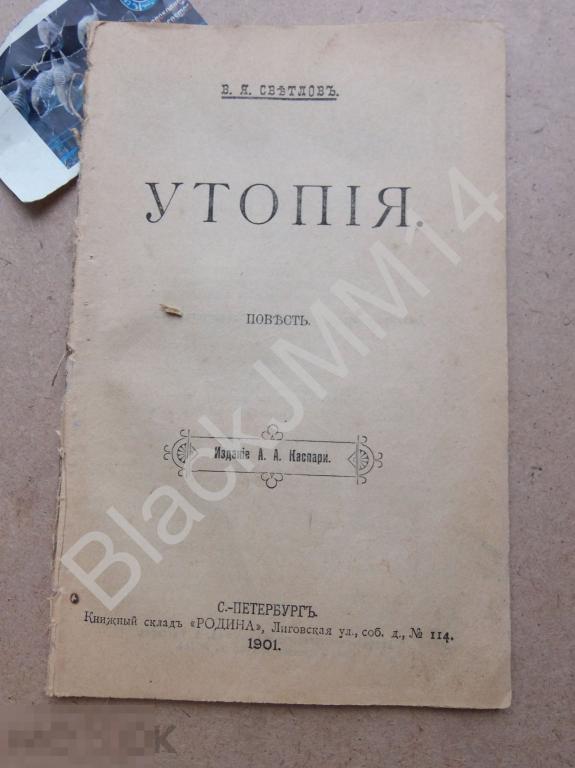 В. Я. СВѢТЛОВЪ.
УТОПІЯ.
ПОВѢСТЬ.
Изданіе А. А. Каспари.
С.-ПЕТЕРБУРГЪ.
Книжный складъ «РОДИНА», Лиговская ул., соб. д., № 114.
1901.
BlackJMM14